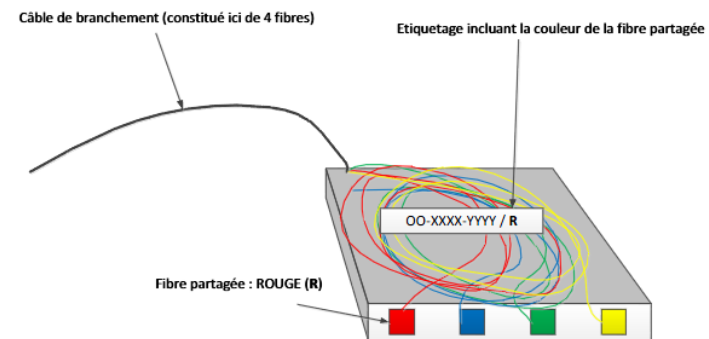 Câble de branchement (constitué ici de 4 fibres)
Etiquetage incluant la couleur de la fibre partagée
OO-XXXX-YYYY / R
Fibre partagée : ROUGE (R)